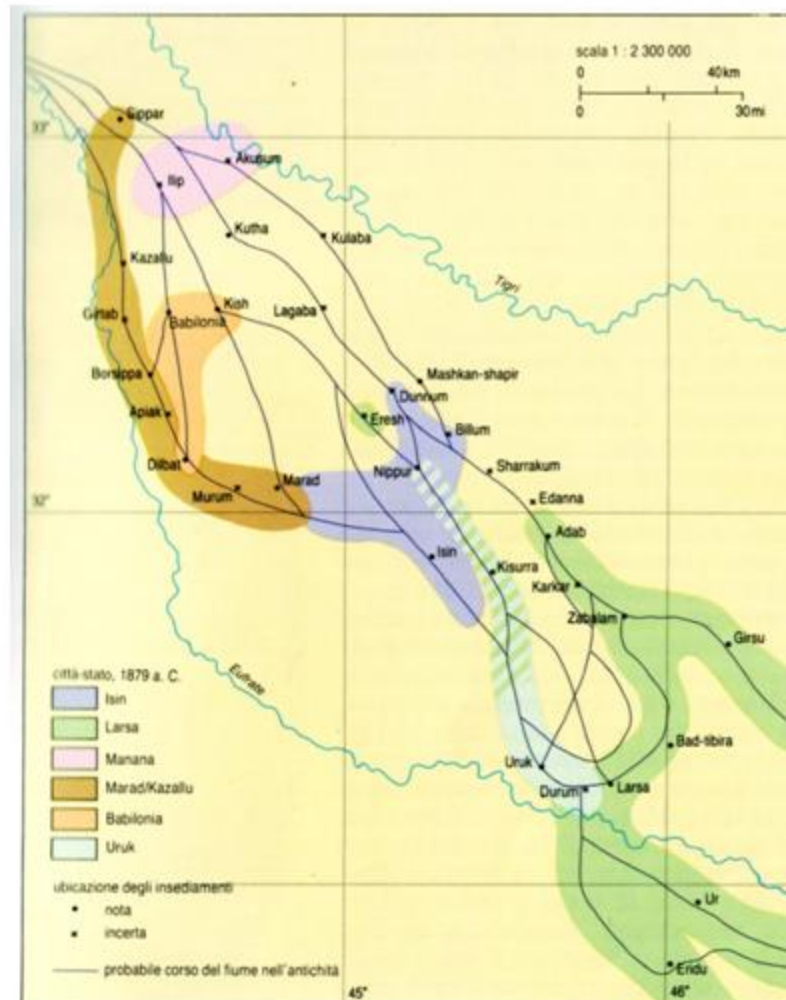 scala 1 : 2 300 000
0 40 km
0 30 mi
33°
Sippar
Akusum
Ilip
Kutha
Kulaba
Kazallu
Tigri
Girtab
Babilonia
Kish
Lagaba
Borsippa
Mashkan-shapir
Dunnum
Apiak
Eresh
Billum
Dilbat
Nippur
Sharrakum
Murum
Marad
Edanna
32°
Adab
Isin
Kisurra
Karkar
Zabalam
Girsu
Eufrate
Bad-tibira
Uruk
Durum
Larsa
Ur
Eridu
città-stato, 1879 a. C.
Isin
Larsa
Manana
Marad/Kazallu
Babilonia
Uruk
ubicazione degli insediamenti
nota
incerta
probabile corso del fiume nell'antichità
45°
46°